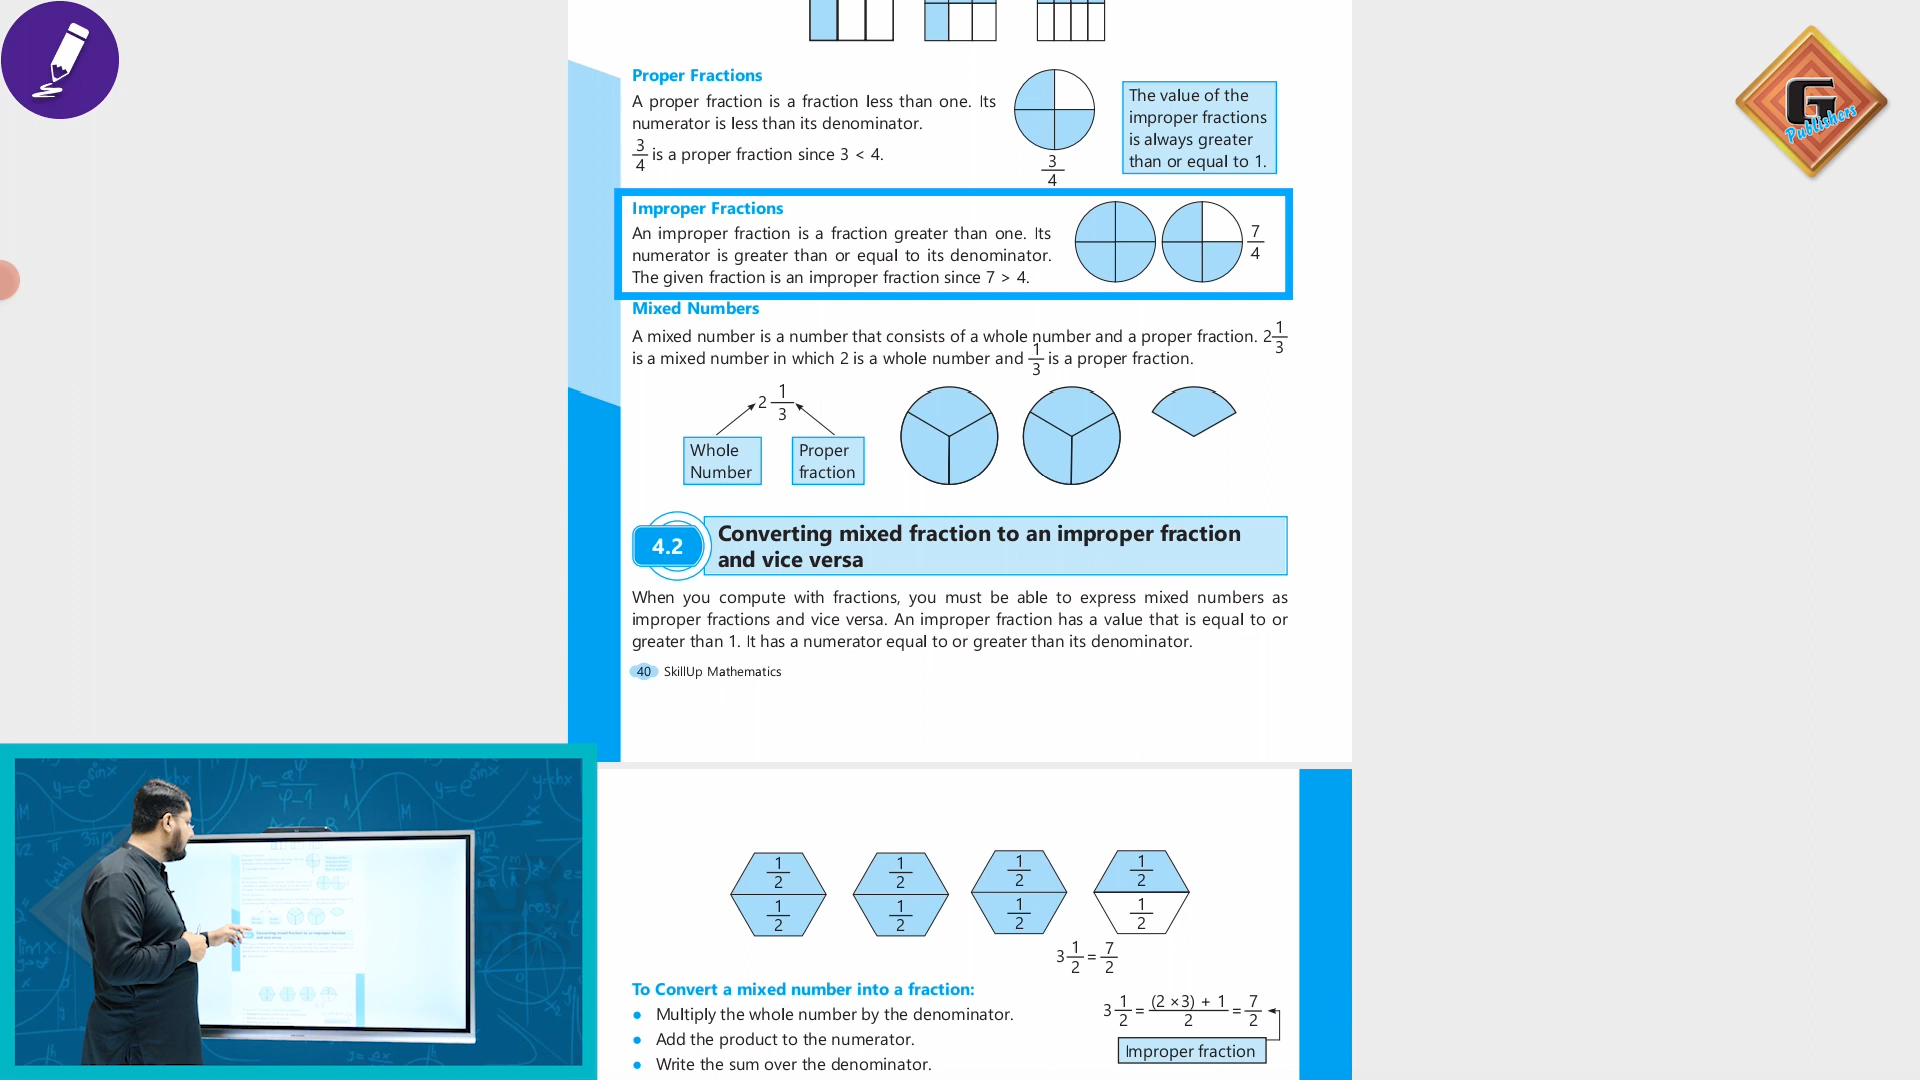 Proper Fractions
A proper fraction is a fraction less than one. Its
numerator is less than its denominator.
3/4 is a proper fraction since 3 < 4.
3/4
The value of the
improper fractions
is always greater
than or equal to 1.
G
Publishers
Improper Fractions
An improper fraction is a fraction greater than one. Its
numerator is greater than or equal to its denominator.
The given fraction is an improper fraction since 7 > 4.
7/4
Mixed Numbers
A mixed number is a number that consists of a whole number and a proper fraction. 2 1/3
is a mixed number in which 2 is a whole number and 1/3 is a proper fraction.
2 1/3
Whole
Number
Proper
fraction
4.2
Converting mixed fraction to an improper fraction
and vice versa
When you compute with fractions, you must be able to express mixed numbers as
improper fractions and vice versa. An improper fraction has a value that is equal to or
greater than 1. It has a numerator equal to or greater than its denominator.
40 SkillUp Mathematics
1/2 1/2 1/2 1/2
1/2 1/2 1/2 1/2
3 1/2 = 7/2
To Convert a mixed number into a fraction:
Multiply the whole number by the denominator.
Add the product to the numerator.
Write the sum over the denominator.
3 1/2 = (2 ×3) + 1/2 = 7/2
Improper fraction